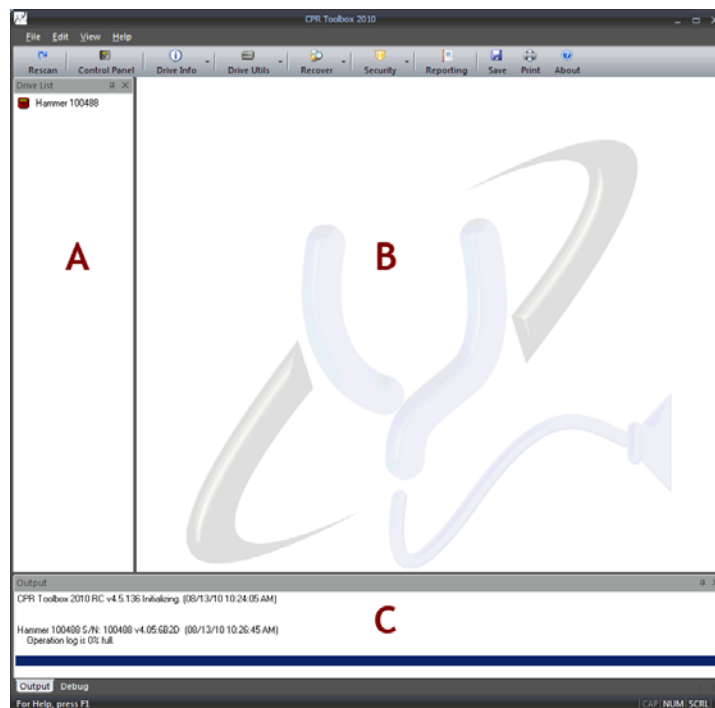 CPR Toolbox 2010
File Edit View Help
Rescan Control Panel Drive Info Drive Utils Recover Security Reporting Save Print About
Drive List
Hammer 100488
A
B
Output
CPR Toolbox 2010 RC v4.5.136 Initializing. (08/13/10 10:24:05 AM)
C
Hammer 100488 S/N: 100488 v4.05:6B2D (08/13/10 10:26:45 AM)
Operation log is 0% full.
Output Debug
For Help, press F1
CAP NUM SCRL